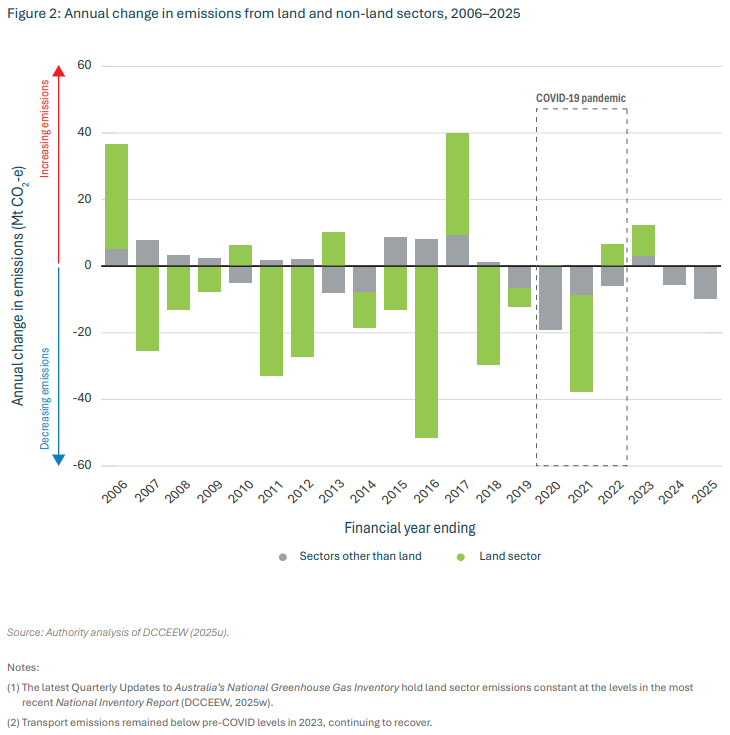 Figure 2: Annual change in emissions from land and non-land sectors, 2006–2025
60
40
20
0
-20
-40
-60
Increasing emissions
Decreasing emissions
Annual change in emissions (Mt CO2-e)
COVID-19 pandemic
2006
2007
2008
2009
2010
2011
2012
2013
2014
2015
2016
2017
2018
2019
2020
2021
2022
2023
2024
2025
Financial year ending
Sectors other than land
Land sector
Source: Authority analysis of DCCEEW (2025u).
Notes:
(1) The latest Quarterly Updates to Australia's National Greenhouse Gas Inventory hold land sector emissions constant at the levels in the most
recent National Inventory Report (DCCEEW, 2025w).
(2) Transport emissions remained below pre-COVID levels in 2023, continuing to recover.